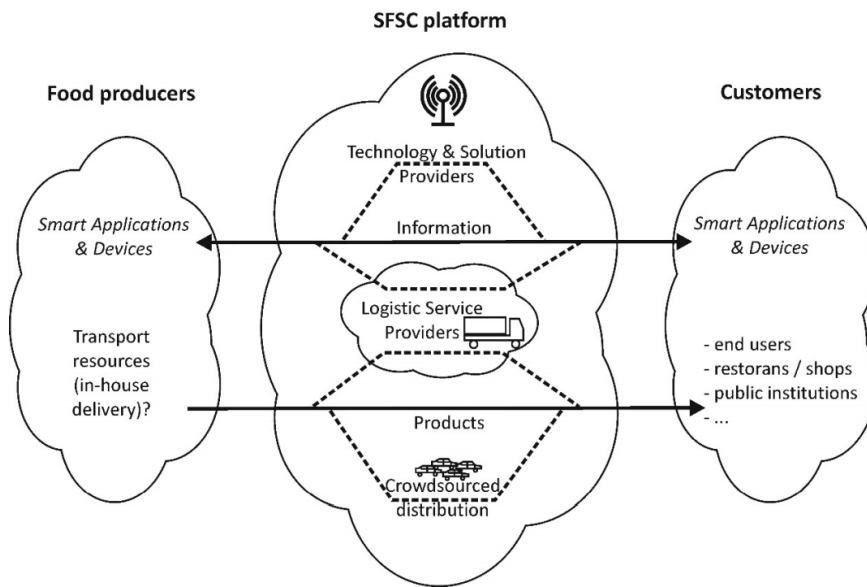 SFSC platform
Food producers
Customers
Technology & Solution
Providers
Smart Applications
& Devices
Information
Smart Applications
& Devices
Logistic Service
Providers
Transport
resources
(in-house
delivery)?
- end users
- restorans / shops
- public institutions
- ...
Products
Crowdsourced
distribution